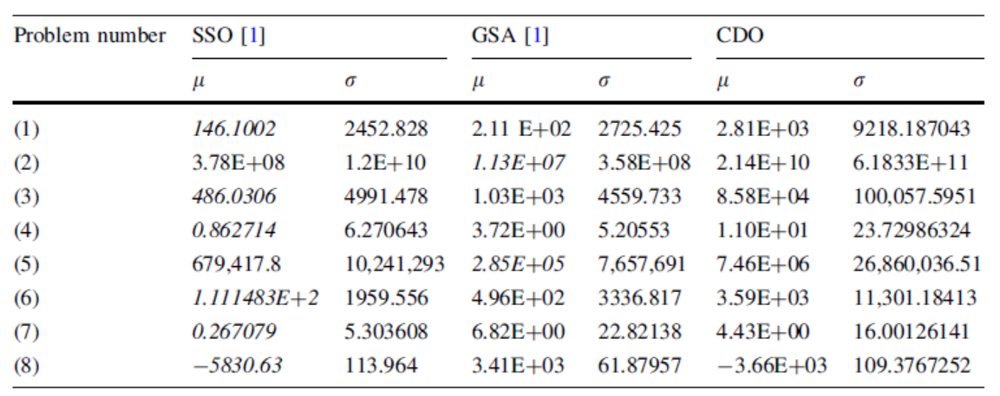 Problem number SSO [1] GSA [1] CDO
μ σ μ σ μ σ
(1) 146.1002 2452.828 2.11 E+02 2725.425 2.81E+03 9218.187043
(2) 3.78E+08 1.2E+10 1.13E+07 3.58E+08 2.14E+10 6.1833E+11
(3) 486.0306 4991.478 1.03E+03 4559.733 8.58E+04 100,057.5951
(4) 0.862714 6.270643 3.72E+00 5.20553 1.10E+01 23.72986324
(5) 679,417.8 10,241,293 2.85E+05 7,657,691 7.46E+06 26,860,036.51
(6) 1.111483E+2 1959.556 4.96E+02 3336.817 3.59E+03 11,301.18413
(7) 0.267079 5.303608 6.82E+00 22.82138 4.43E+00 16.00126141
(8) −5830.63 113.964 3.41E+03 61.87957 −3.66E+03 109.3767252